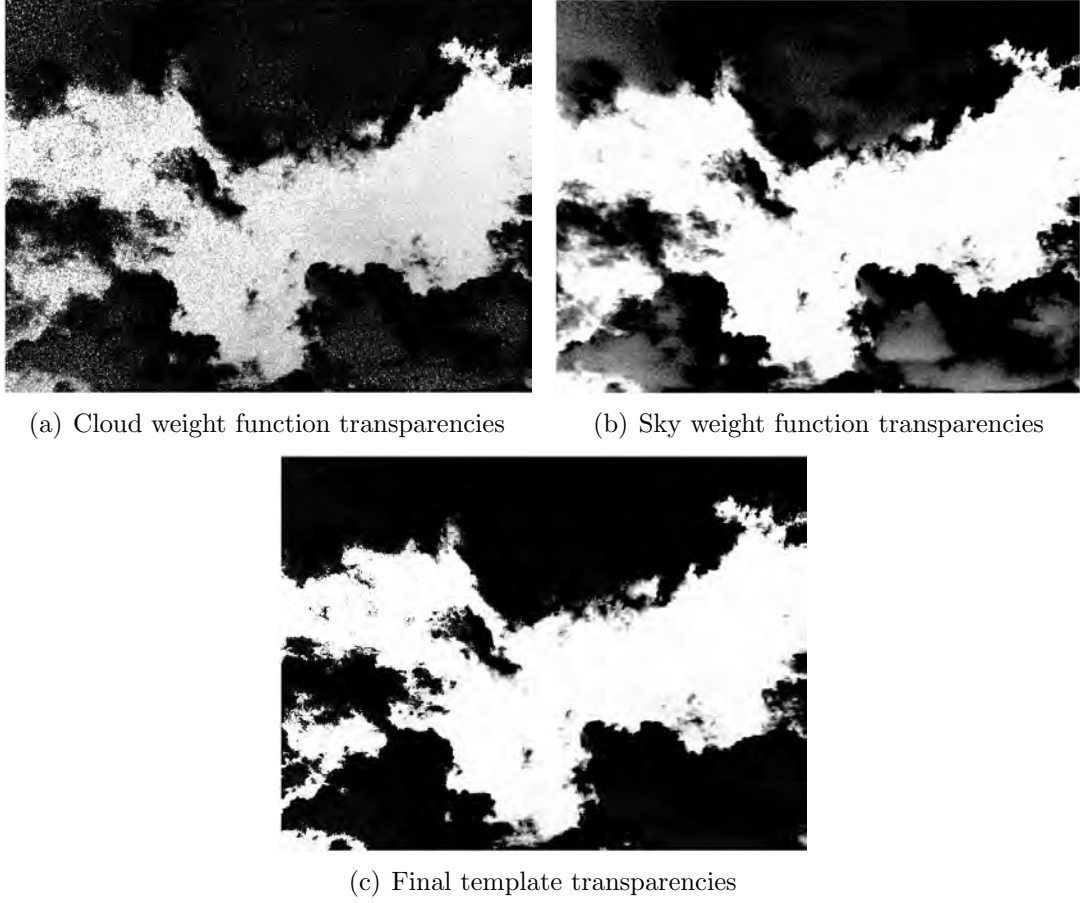 (a) Cloud weight function transparencies
(b) Sky weight function transparencies
(c) Final template transparencies